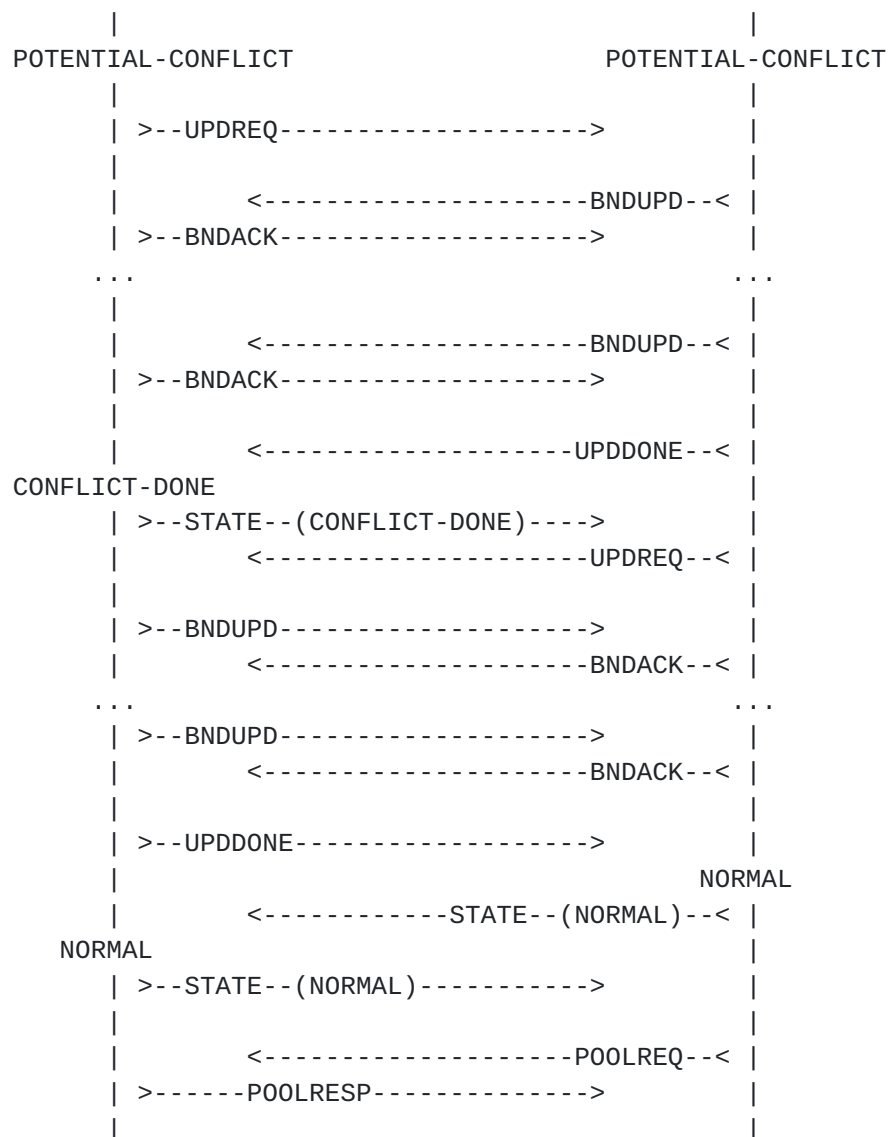 |                                         |
POTENTIAL-CONFLICT                    POTENTIAL-CONFLICT
       |                                         |
       | >--UPDREQ-------------------->          |
       |                                         |
       |        <---------------------BNDUPD--<  |
       | >--BNDACK-------------------->          |
      ...                                       ...
       |                                         |
       |        <---------------------BNDUPD--<  |
       | >--BNDACK-------------------->          |
       |                                         |
       |        <--------------------UPDDONE--<  |
CONFLICT-DONE                                    |
       | >--STATE--(CONFLICT-DONE)---->          |
       |        <---------------------UPDREQ--<  |
       |                                         |
       | >--BNDUPD-------------------->          |
       |        <---------------------BNDACK--<  |
      ...                                       ...
       | >--BNDUPD-------------------->          |
       |        <---------------------BNDACK--<  |
       |                                         |
       | >--UPDDONE------------------->          |
       |                                      NORMAL
       |        <------------STATE--(NORMAL)--<  |
    NORMAL                                       |
       | >--STATE--(NORMAL)----------->          |
       |                                         |
       |        <--------------------POOLREQ--<  |
       | >------POOLRESP-------------->          |
       |                                         |